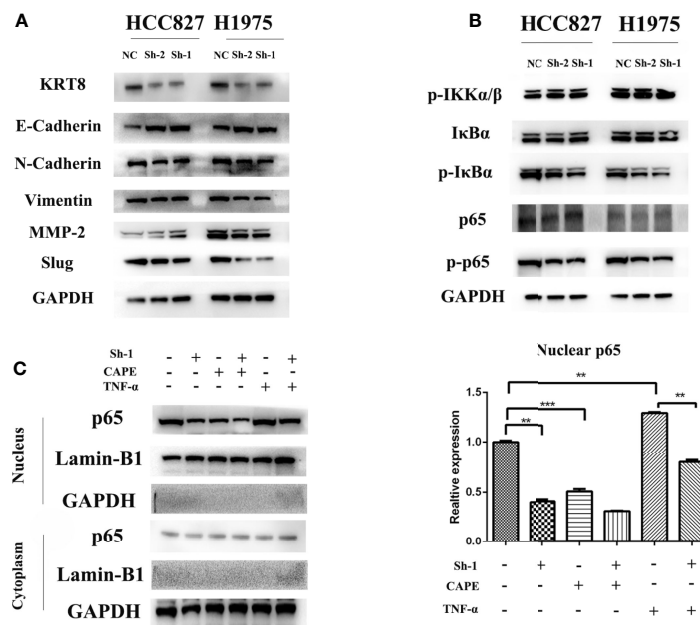 A
HCC827 H1975
NC Sh-2 Sh-1 NC Sh-2 Sh-1
KRT8
E-Cadherin
N-Cadherin
Vimentin
MMP-2
Slug
GAPDH
B
HCC827 H1975
NC Sh-2 Sh-1 NC Sh-2 Sh-1
p-IKKα/β
IκBα
p-IκBα
p65
p-p65
GAPDH
C
Sh-1 - + - + - +
CAPE - - + + - -
TNF-α - - - - + +
Nucleus
p65
Lamin-B1
GAPDH
Cytoplasm
p65
Lamin-B1
GAPDH
Nuclear p65
Realtive expression
1.5
1.0
0.5
0.0
**
***
**
**
Sh-1 - + - + - +
CAPE - - + + - -
TNF-α - - - - + +